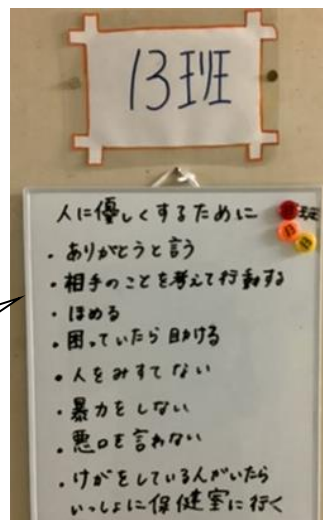 13班
人に優しくするために
・ありがとうと言う
・相手のことを考えて行動する
・ほめる
・困っていたら助ける
・人をみすてない
・暴力をしない
・悪口を言わない
・けがをしている人がいたら
いっしょに保健室に行く